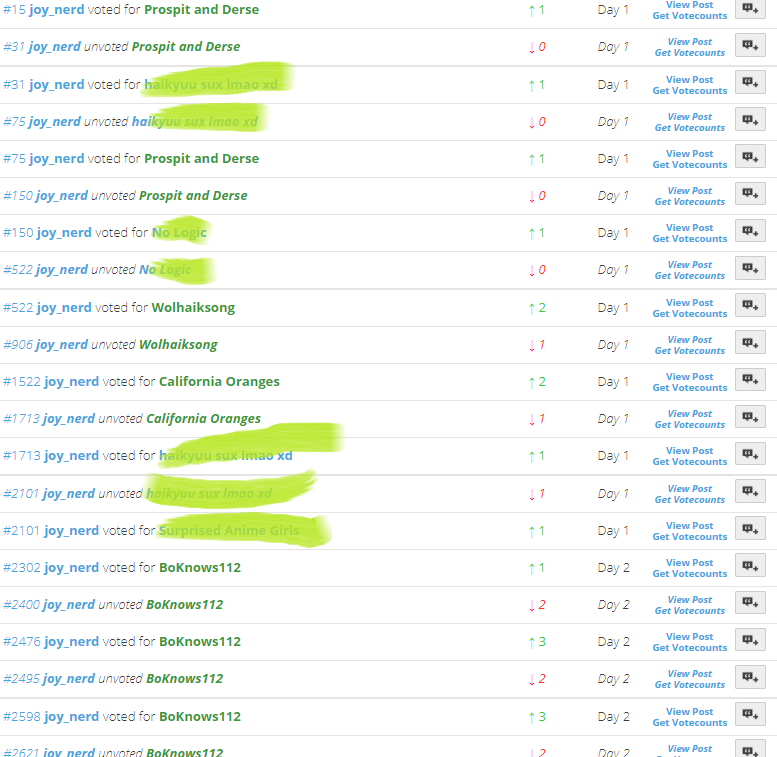 #15 joy_nerd voted for Prospit and Derse ↑ 1 Day 1 View Post
Get Votecounts
#31 joy_nerd unvoted Prospit and Derse ↓ 0 Day 1 View Post
Get Votecounts
#31 joy_nerd voted for haikyuu sux lmao xd ↑ 1 Day 1 View Post
Get Votecounts
#75 joy_nerd unvoted haikyuu sux lmao xd ↓ 0 Day 1 View Post
Get Votecounts
#75 joy_nerd voted for Prospit and Derse ↑ 1 Day 1 View Post
Get Votecounts
#150 joy_nerd unvoted Prospit and Derse ↓ 0 Day 1 View Post
Get Votecounts
#150 joy_nerd voted for No Logic ↑ 1 Day 1 View Post
Get Votecounts
#522 joy_nerd unvoted No Logic ↓ 0 Day 1 View Post
Get Votecounts
#522 joy_nerd voted for Wolhaiksong ↑ 2 Day 1 View Post
Get Votecounts
#906 joy_nerd unvoted Wolhaiksong ↓ 1 Day 1 View Post
Get Votecounts
#1522 joy_nerd voted for California Oranges ↑ 2 Day 1 View Post
Get Votecounts
#1713 joy_nerd unvoted California Oranges ↓ 1 Day 1 View Post
Get Votecounts
#1713 joy_nerd voted for haikyuu sux lmao xd ↑ 1 Day 1 View Post
Get Votecounts
#2101 joy_nerd unvoted haikyuu sux lmao xd ↓ 1 Day 1 View Post
Get Votecounts
#2101 joy_nerd voted for Surprised Anime Girls ↑ 1 Day 1 View Post
Get Votecounts
#2302 joy_nerd voted for BoKnows112 ↑ 1 Day 2 View Post
Get Votecounts
#2400 joy_nerd unvoted BoKnows112 ↓ 2 Day 2 View Post
Get Votecounts
#2476 joy_nerd voted for BoKnows112 ↑ 3 Day 2 View Post
Get Votecounts
#2495 joy_nerd unvoted BoKnows112 ↓ 2 Day 2 View Post
Get Votecounts
#2598 joy_nerd voted for BoKnows112 ↑ 3 Day 2 View Post
Get Votecounts
#2621 joy_nerd unvoted BoKnows112 ↓ 2 Day 2 View Post
Get Votecounts